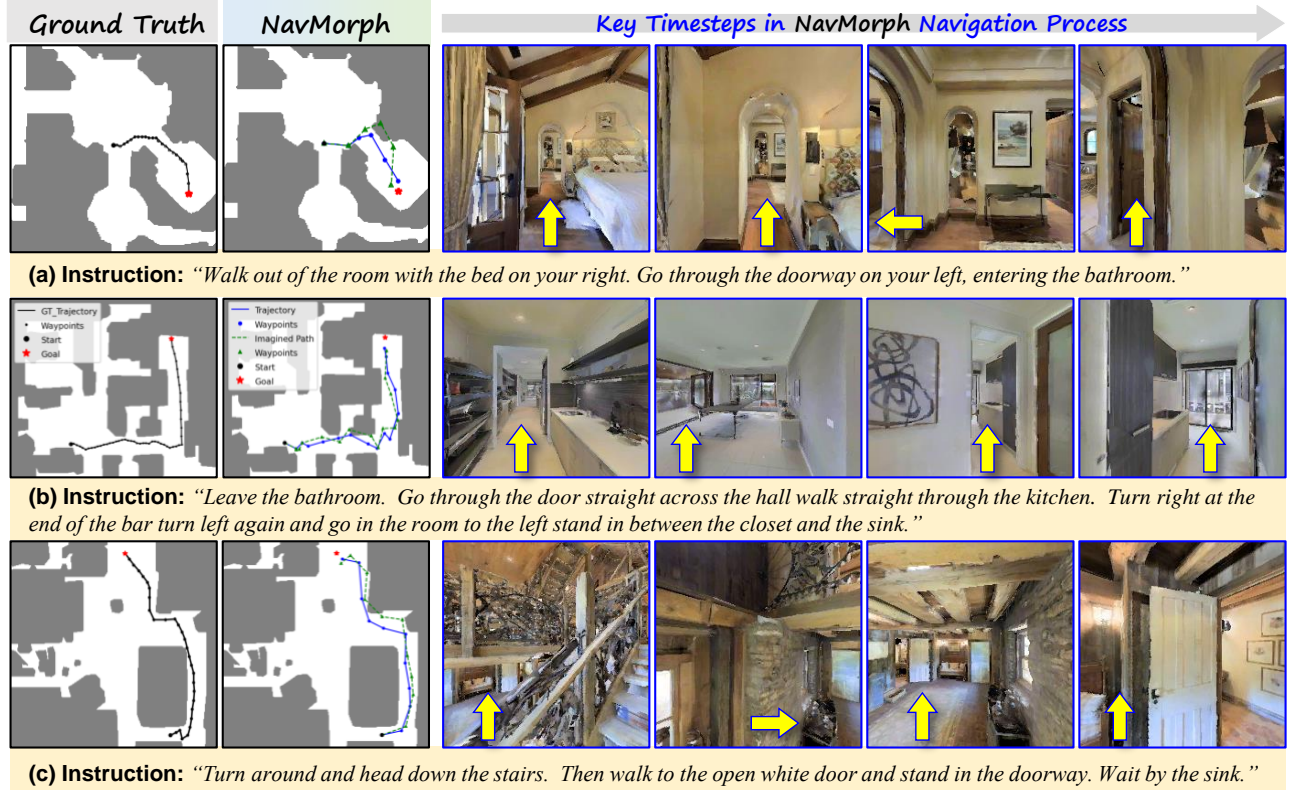 Ground Truth
NavMorph
Key Timesteps in NavMorph Navigation Process
(a) Instruction: “Walk out of the room with the bed on your right. Go through the doorway on your left, entering the bathroom.”
GT_Trajectory
Waypoints
Start
Goal
Trajectory
Waypoints
Imagined Path
Waypoints
Start
Goal
(b) Instruction: “Leave the bathroom. Go through the door straight across the hall walk straight through the kitchen. Turn right at the
end of the bar turn left again and go in the room to the left stand in between the closet and the sink.”
(c) Instruction: “Turn around and head down the stairs. Then walk to the open white door and stand in the doorway. Wait by the sink.”